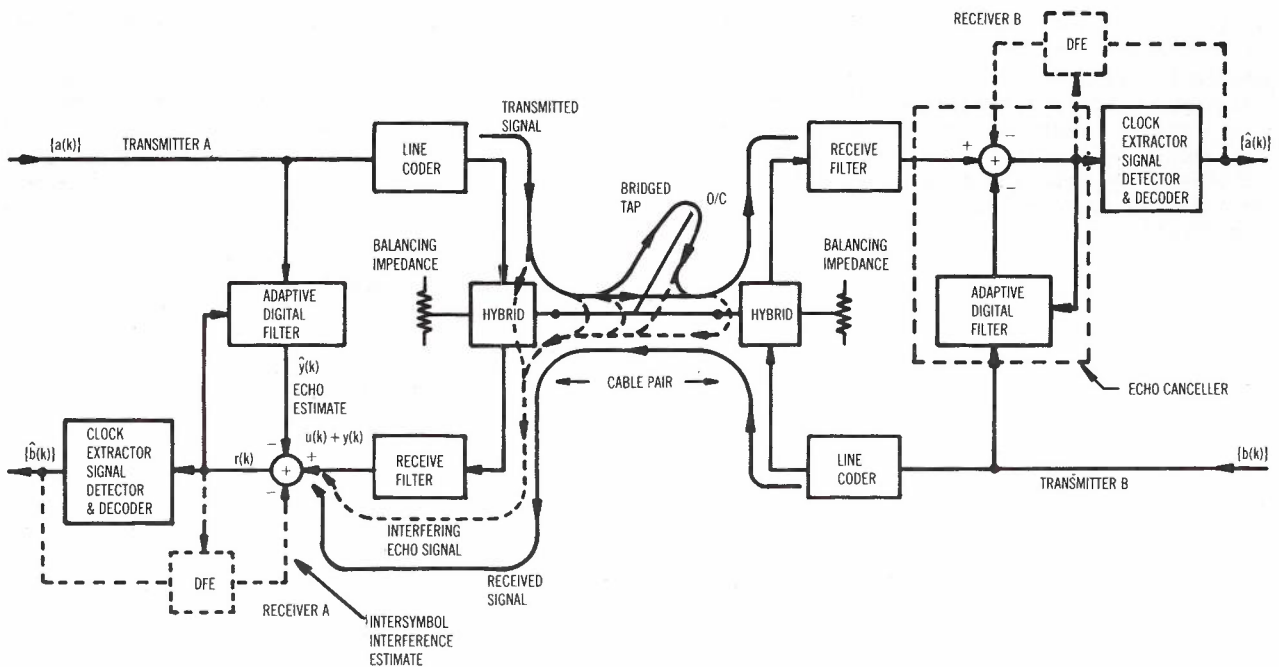 RECEIVER B
DFE
TRANSMITTED
SIGNAL
{a(k)}
TRANSMITTER A
LINE
CODER
BRIDGED
TAP
O/C
RECEIVE
FILTER
+
−
+
−
CLOCK
EXTRACTOR
SIGNAL
DETECTOR
& DECODER
{â(k)}
BALANCING
IMPEDANCE
BALANCING
IMPEDANCE
ADAPTIVE
DIGITAL
FILTER
HYBRID
HYBRID
ADAPTIVE
DIGITAL
FILTER
ŷ(k)
ECHO
ESTIMATE
CABLE PAIR
ECHO CANCELLER
{b̂(k)}
CLOCK
EXTRACTOR
SIGNAL
DETECTOR
& DECODER
r(k)
−
+
+
−
u(k) + y(k)
RECEIVE
FILTER
LINE
CODER
{b(k)}
TRANSMITTER B
INTERFERING
ECHO SIGNAL
RECEIVED
SIGNAL
DFE
RECEIVER A
INTERSYMBOL
INTERFERENCE
ESTIMATE